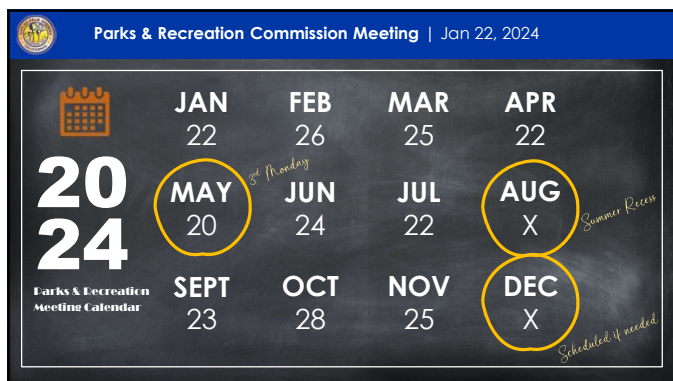 Parks & Recreation Commission Meeting | Jan 22, 2024
JAN FEB MAR APR
22 26 25 22
2024
3rd Monday
MAY JUN JUL AUG
20 24 22 X
Summer Recess
Parks & Recreation
Meeting Calendar
SEPT OCT NOV DEC
23 28 25 X
Scheduled if needed